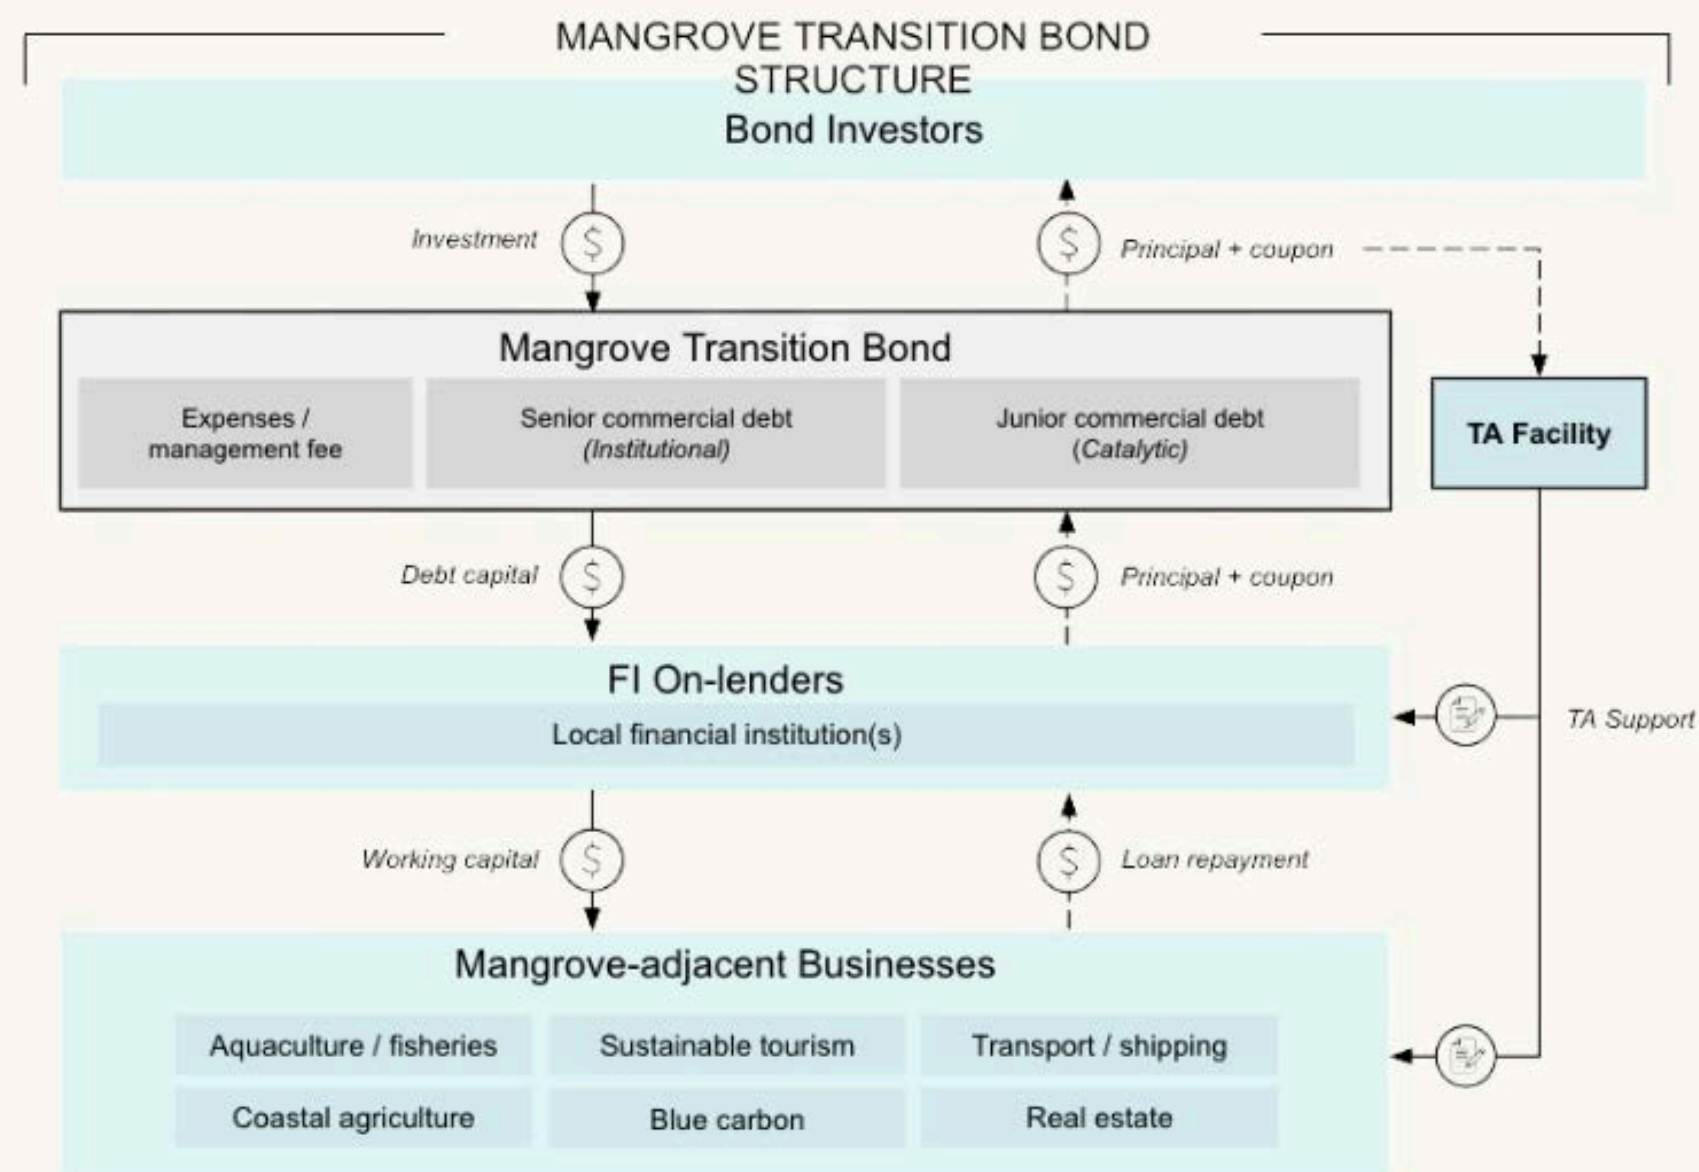 MANGROVE TRANSITION BOND
STRUCTURE
Bond Investors
Investment
$
$
Principal + coupon
Mangrove Transition Bond
Expenses /
management fee
Senior commercial debt
(Institutional)
Junior commercial debt
(Catalytic)
TA Facility
Debt capital
$
$
Principal + coupon
FI On-lenders
Local financial institution(s)
TA Support
Working capital
$
$
Loan repayment
Mangrove-adjacent Businesses
Aquaculture / fisheries
Sustainable tourism
Transport / shipping
Coastal agriculture
Blue carbon
Real estate